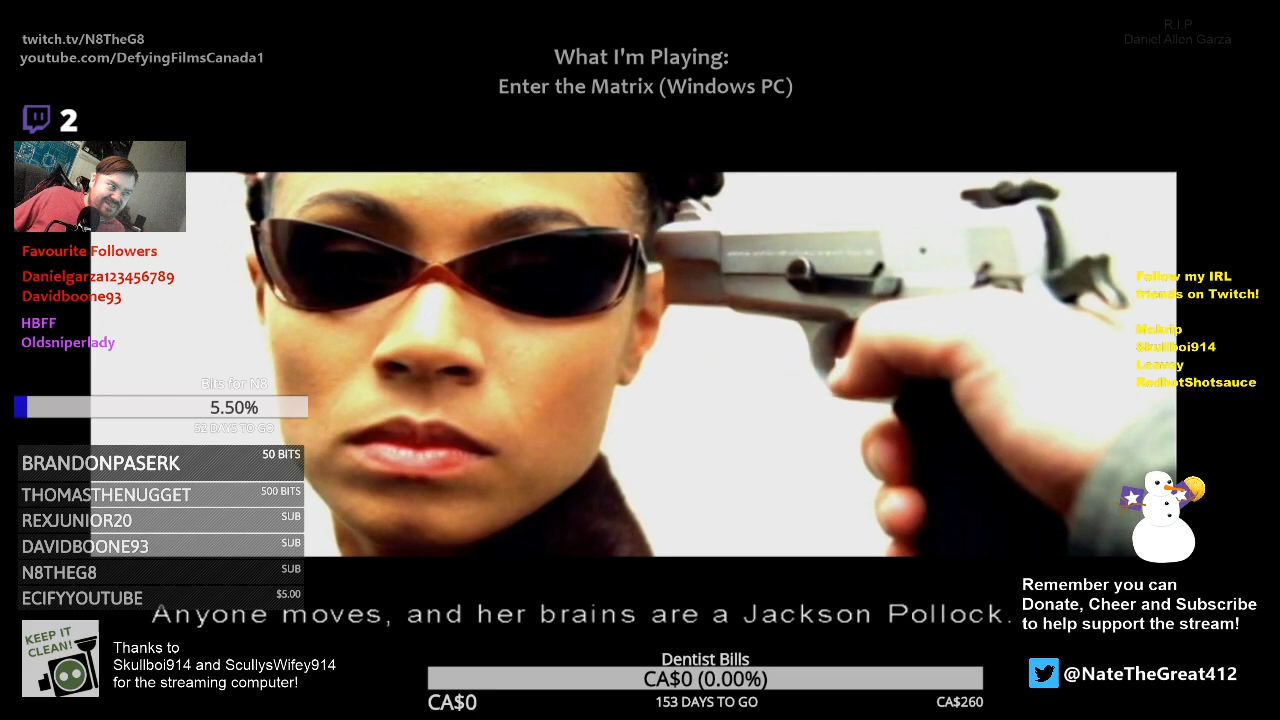 twitch.tv/N8TheG8
youtube.com/DefyingFilmsCanada1
What I'm Playing:
Enter the Matrix (Windows PC)
R.I.P
Daniel Allen Garza
2
Favourite Followers
Danielgarza123456789
Davidboone93
HBFF
Oldsniperlady
Bits for N8
5.50%
52 DAYS TO GO
BRANDONPASERK 50 BITS
THOMASTHENUGGET 500 BITS
REXJUNIOR20 SUB
DAVIDBOONE93 SUB
N8THEG8 SUB
ECIFYYOUTUBE $5.00
Follow my IRL
friends on Twitch!
Mckrip
Skullboi914
Leavsy
RedhotShotsauce
Anyone moves, and her brains are a Jackson Pollock.
Remember you can
Donate, Cheer and Subscribe
to help support the stream!
KEEP IT
CLEAN!
Thanks to
Skullboi914 and ScullysWifey914
for the streaming computer!
Dentist Bills
CA$0 (0.00%)
CA$0 153 DAYS TO GO CA$260
@NateTheGreat412